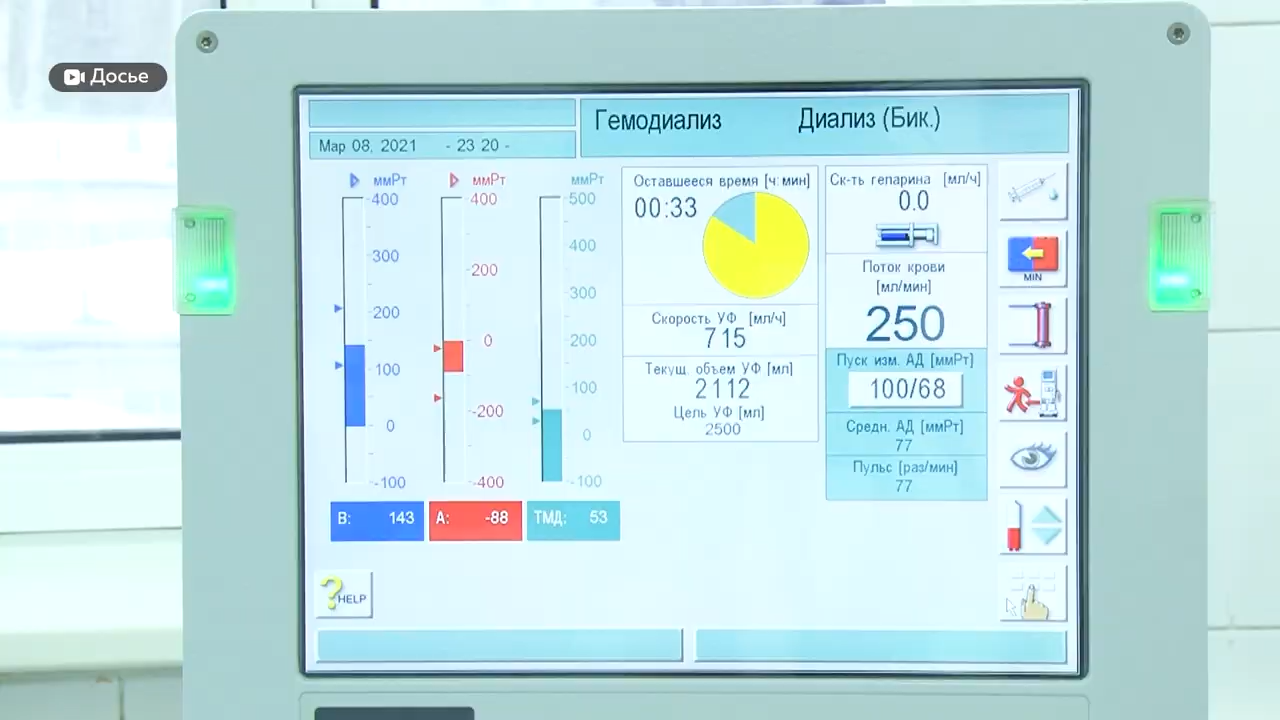 Досье
Гемодиализ Диализ (Бик.)
Мар 08, 2021 - 23 20 -
ммРт ммРт ммРт
400 400 500
300 200 400
200 0 300
100 -200 200
0 -400 100
-100 0
-100
B: 143 A: -88 ТМД: 53
Оставшееся время [ч:мин]
00:33
Скорость УФ [мл/ч]
715
Текущ. объем УФ [мл]
2112
Цель УФ [мл]
2500
Ск-ть гепарина [мл/ч]
0.0
Поток крови
[мл/мин]
250
Пуск изм. АД [ммРт]
100/68
Средн. АД [ммРт]
77
Пульс [раз/мин]
77
MIN
? HELP